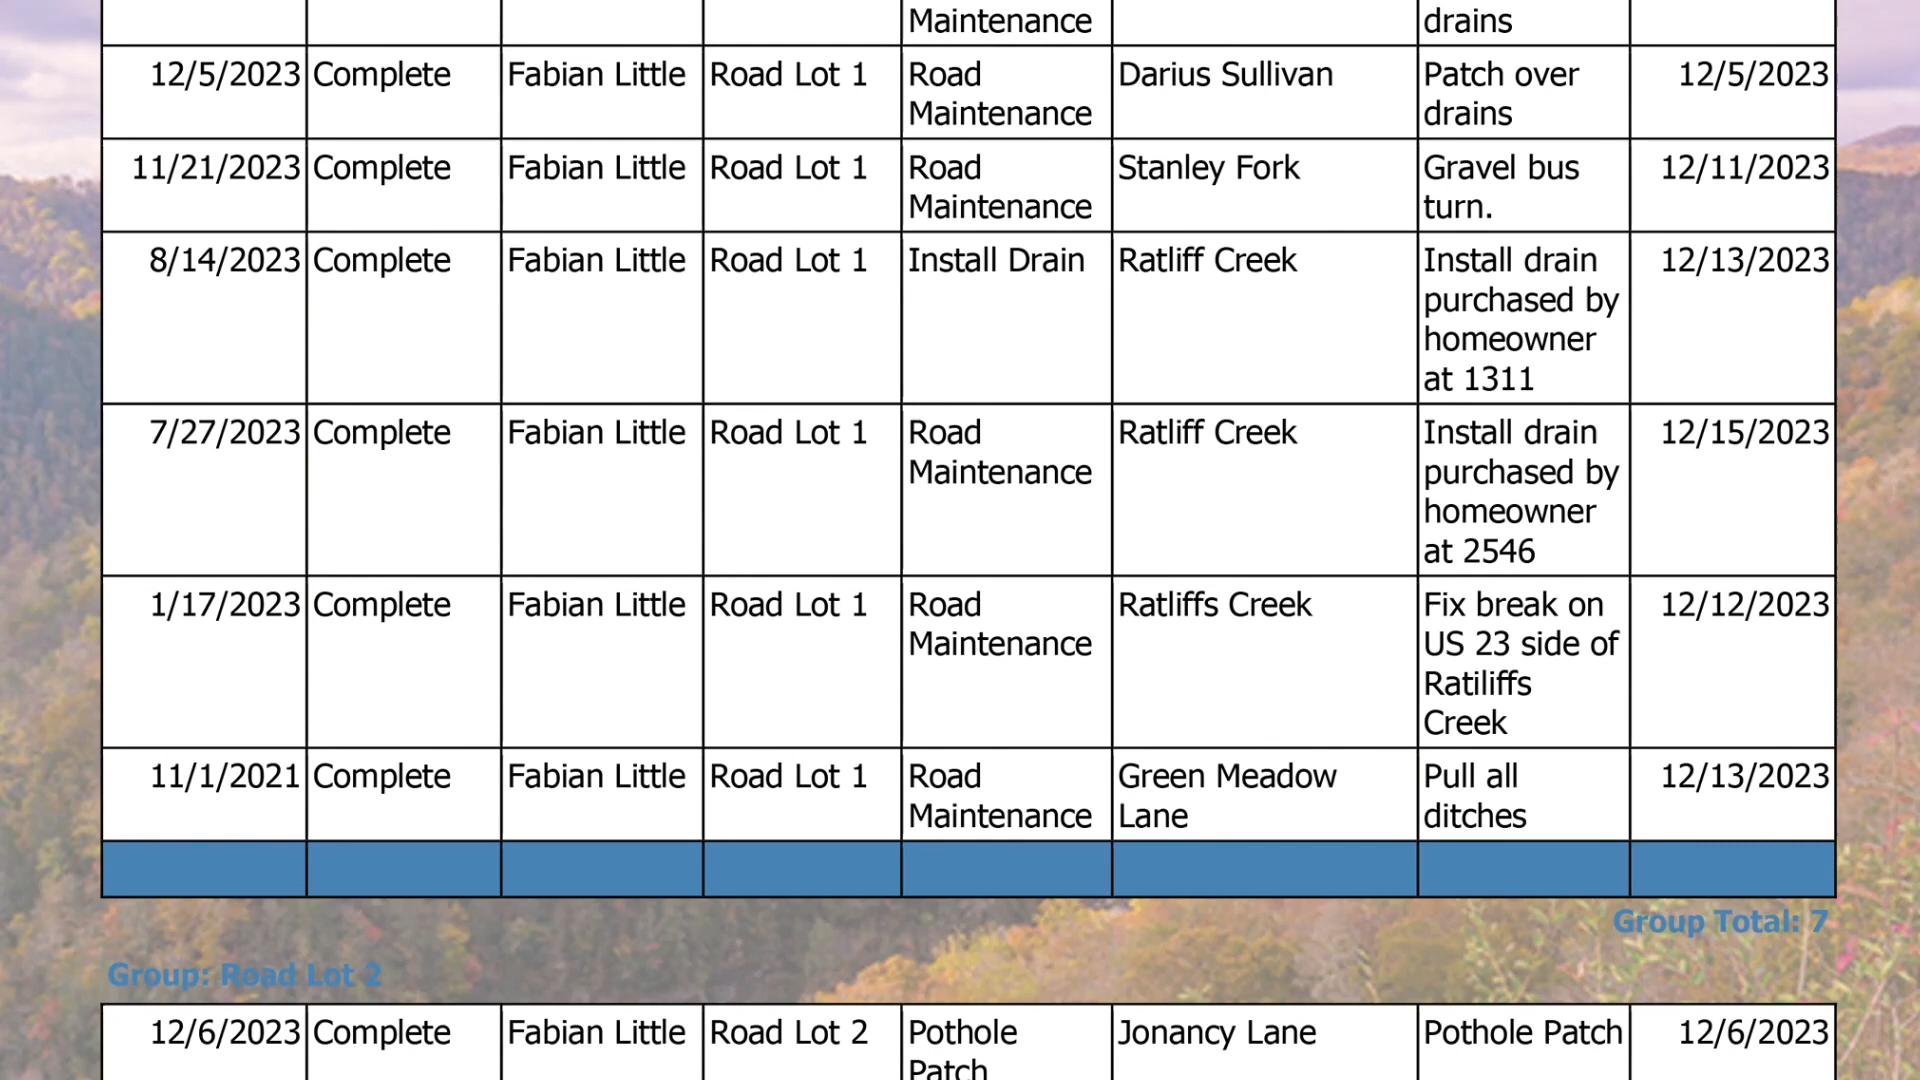 Maintenance drains
12/5/2023 Complete Fabian Little Road Lot 1 Road Darius Sullivan Patch over 12/5/2023
Maintenance drains
11/21/2023 Complete Fabian Little Road Lot 1 Road Stanley Fork Gravel bus 12/11/2023
Maintenance turn.
8/14/2023 Complete Fabian Little Road Lot 1 Install Drain Ratliff Creek Install drain 12/13/2023
purchased by
homeowner
at 1311
7/27/2023 Complete Fabian Little Road Lot 1 Road Ratliff Creek Install drain 12/15/2023
Maintenance purchased by
homeowner
at 2546
1/17/2023 Complete Fabian Little Road Lot 1 Road Ratliffs Creek Fix break on 12/12/2023
Maintenance US 23 side of
Ratiliffs
Creek
11/1/2021 Complete Fabian Little Road Lot 1 Road Green Meadow Pull all 12/13/2023
Maintenance Lane ditches
Group Total: 7
Group: Road Lot 2
12/6/2023 Complete Fabian Little Road Lot 2 Pothole Jonancy Lane Pothole Patch 12/6/2023
Patch